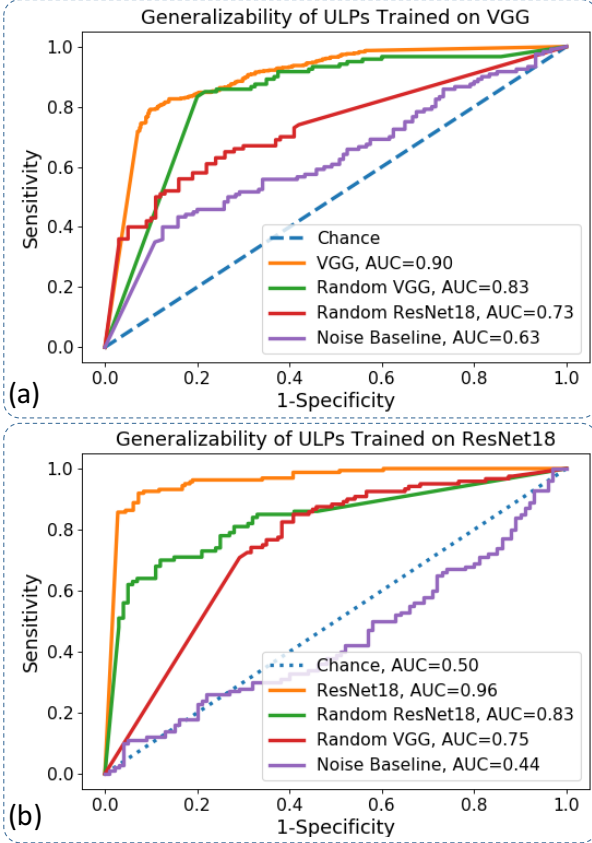 Generalizability of ULPs Trained on VGG
1.0
0.8
0.6
0.4
0.2
0.0
Sensitivity
Chance
VGG, AUC=0.90
Random VGG, AUC=0.83
Random ResNet18, AUC=0.73
Noise Baseline, AUC=0.63
0.0 0.2 0.4 0.6 0.8 1.0
1-Specificity
(a)
Generalizability of ULPs Trained on ResNet18
1.0
0.8
0.6
0.4
0.2
0.0
Sensitivity
Chance, AUC=0.50
ResNet18, AUC=0.96
Random ResNet18, AUC=0.83
Random VGG, AUC=0.75
Noise Baseline, AUC=0.44
0.0 0.2 0.4 0.6 0.8 1.0
1-Specificity
(b)